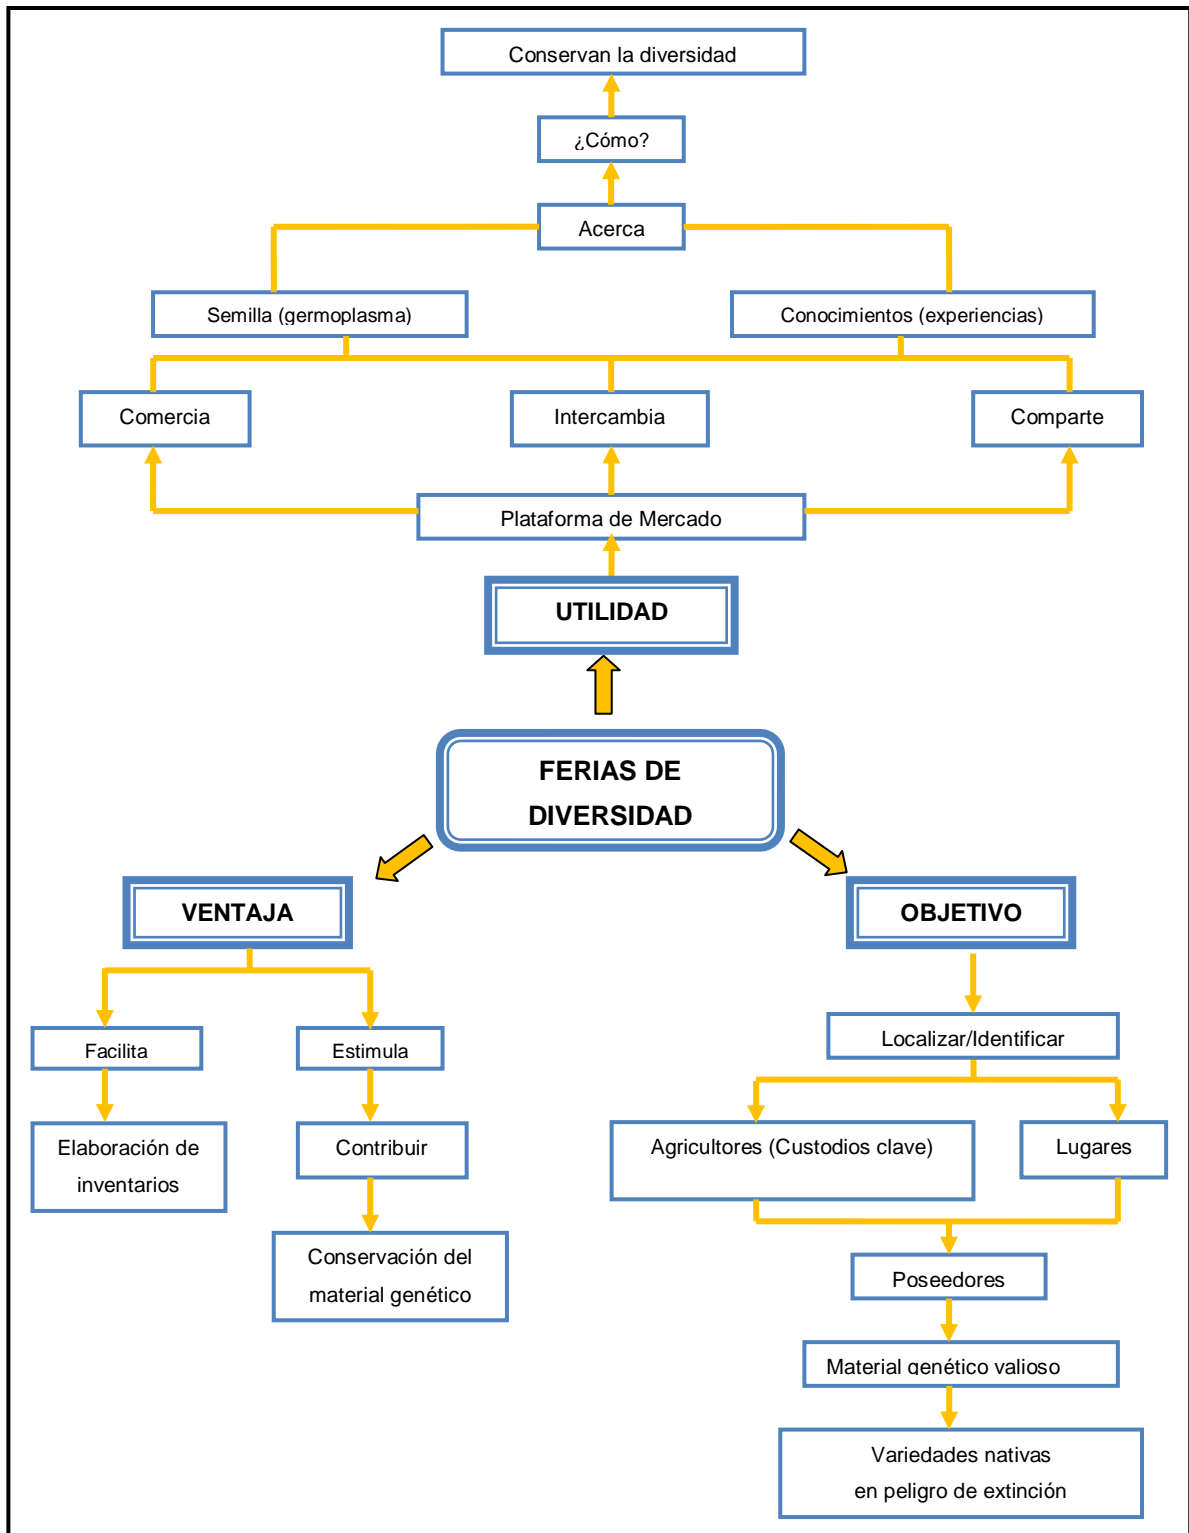 Conservan la diversidad
¿Cómo?
Acerca
Semilla (germoplasma)
Conocimientos (experiencias)
Comercia
Intercambia
Comparte
Plataforma de Mercado
UTILIDAD
FERIAS DE
DIVERSIDAD
VENTAJA
OBJETIVO
Facilita
Estimula
Localizar/Identificar
Elaboración de
inventarios
Contribuir
Agricultores (Custodios clave)
Lugares
Conservación del
material genético
Poseedores
Material genético valioso
Variedades nativas
en peligro de extinción